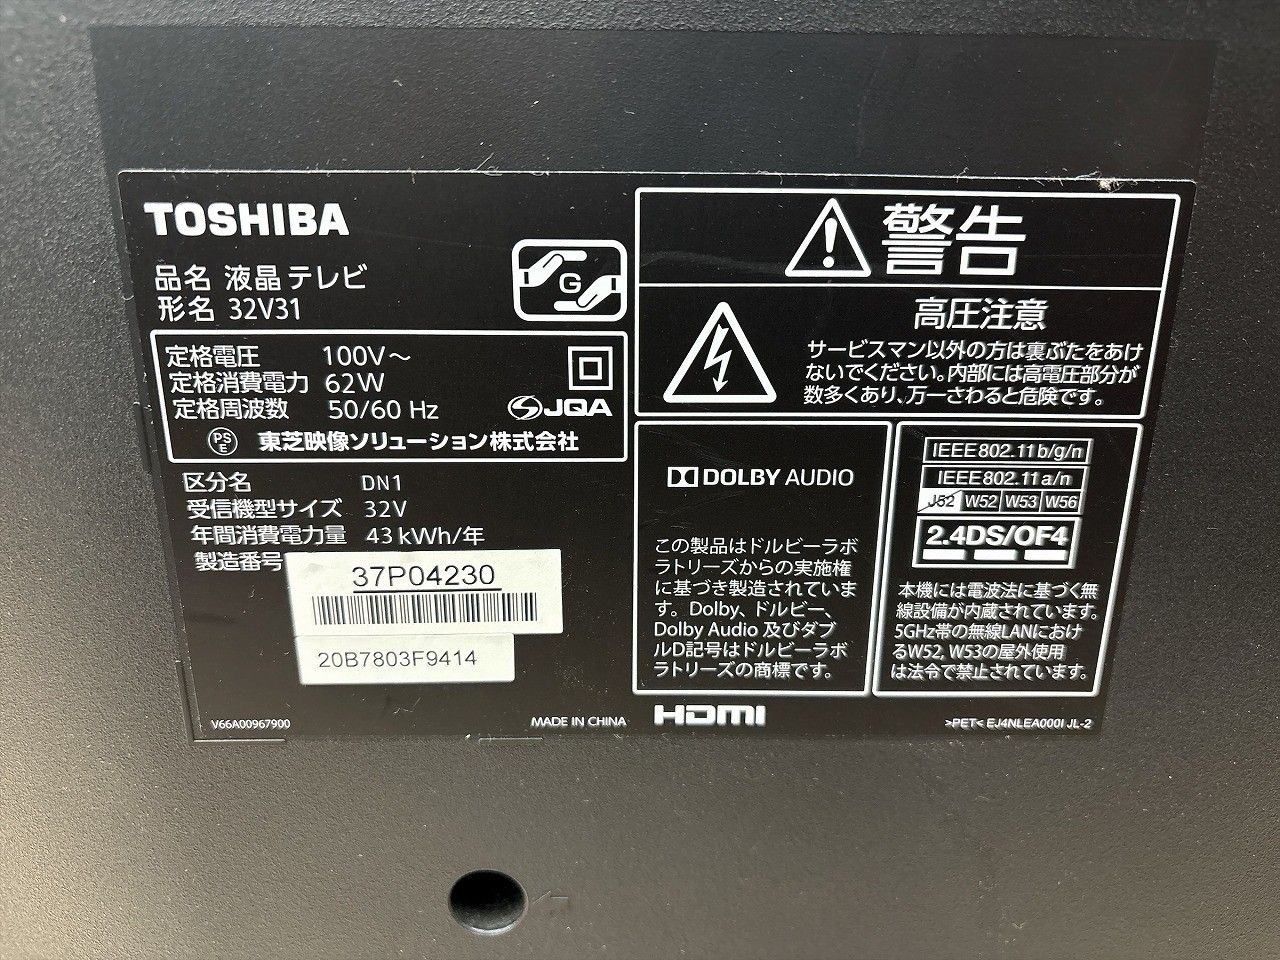 TOSHIBA
品名 液晶テレビ
形名 32V31
G
定格電圧 100V～
定格消費電力 62W
定格周波数 50/60 Hz
JQA
PS
E
東芝映像ソリューション株式会社
区分名 DN1
受信機型サイズ 32V
年間消費電力量 43kWh/年
製造番号
37P04230
20B7803F9414
V66A00967900
MADE IN CHINA
警告
高圧注意
サービスマン以外の方は裏ぶたをあけ
ないでください。内部には高電圧部分が
数多くあり、万一さわると危険です。
DOLBY AUDIO
この製品はドルビーラボ
ラトリーズからの実施権
に基づき製造されていま
す。Dolby、ドルビー、
Dolby Audio 及びダブ
ルD記号はドルビーラボ
ラトリーズの商標です。
HDMI
IEEE802.11b/g/n
IEEE802.11a/n
J52 W52 W53 W56
2.4DS/OF4
本機には電波法に基づく無
線設備が内蔵されています。
5GHz帯の無線LANにおけ
るW52, W53の屋外使用
は法令で禁止されています。
>PET< EJ4NLEA000I JL-2